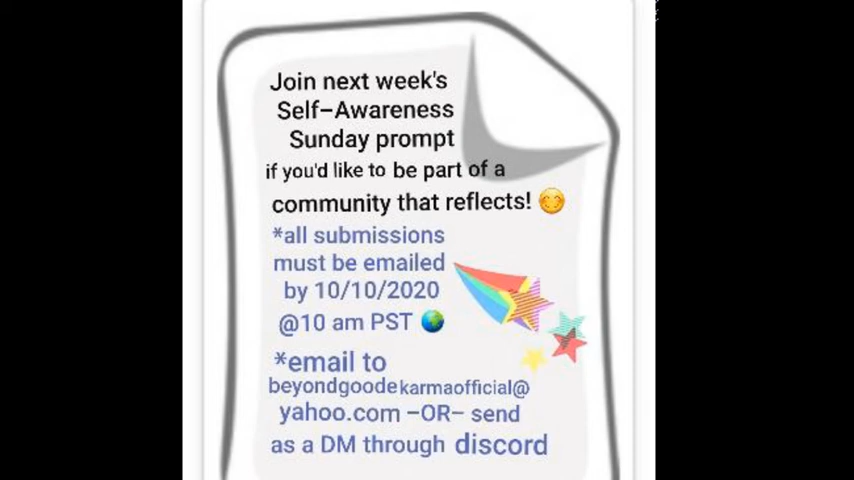 Join next week's
Self-Awareness
Sunday prompt
if you'd like to be part of a
community that reflects! 😊
*all submissions
must be emailed
by 10/10/2020
@10 am PST 🌍
*email to
beyondgoodekarmaofficial@
yahoo.com -OR- send
as a DM through discord